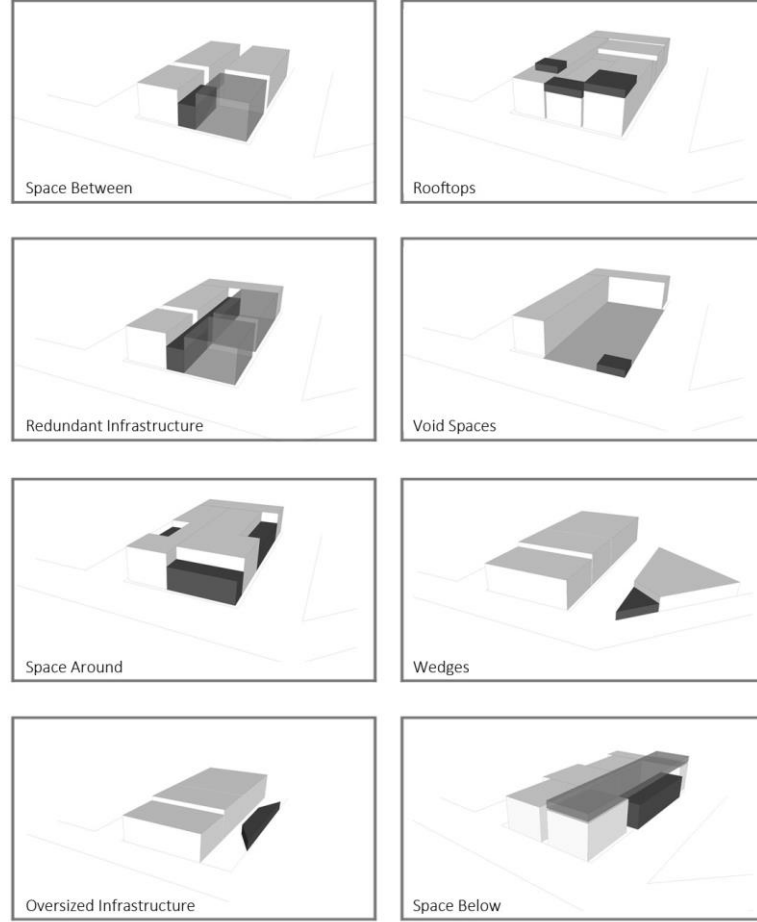 Space Between
Rooftops
Redundant Infrastructure
Void Spaces
Space Around
Wedges
Oversized Infrastructure
Space Below